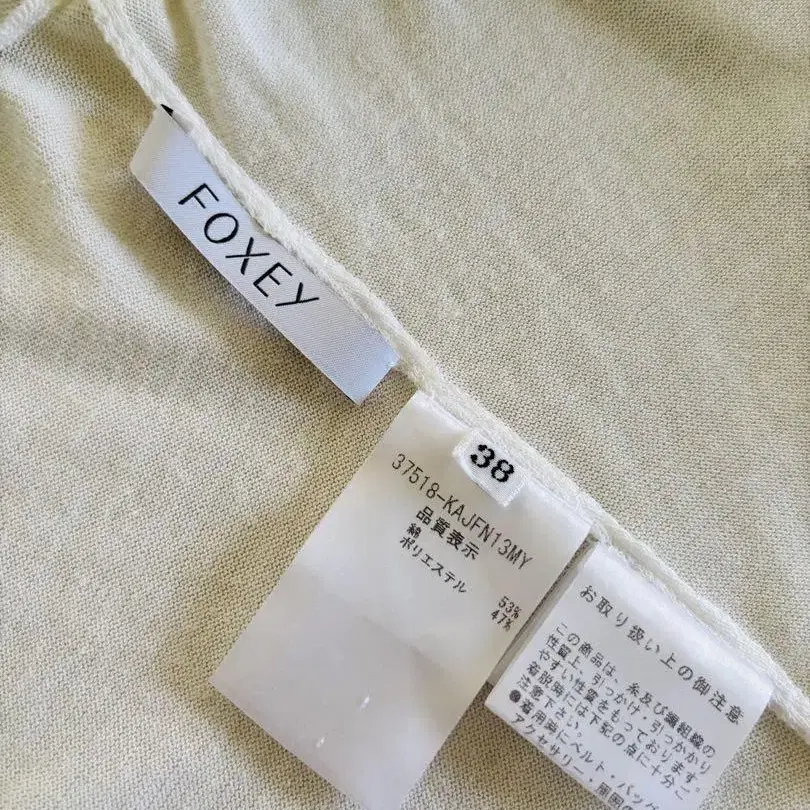 FOXEY
38
37518-KAJFN13MY
品質表示
綿 53%
ポリエステル 47%
お取り扱い上の御注意
この商品は、糸及び編組織の
性質上、引っかけ・引っかかり
やすい性質をもっております。
着脱時には下記の点に十分ご
注意下さい。
●着用時にベルト・バッ
アクセサリー・